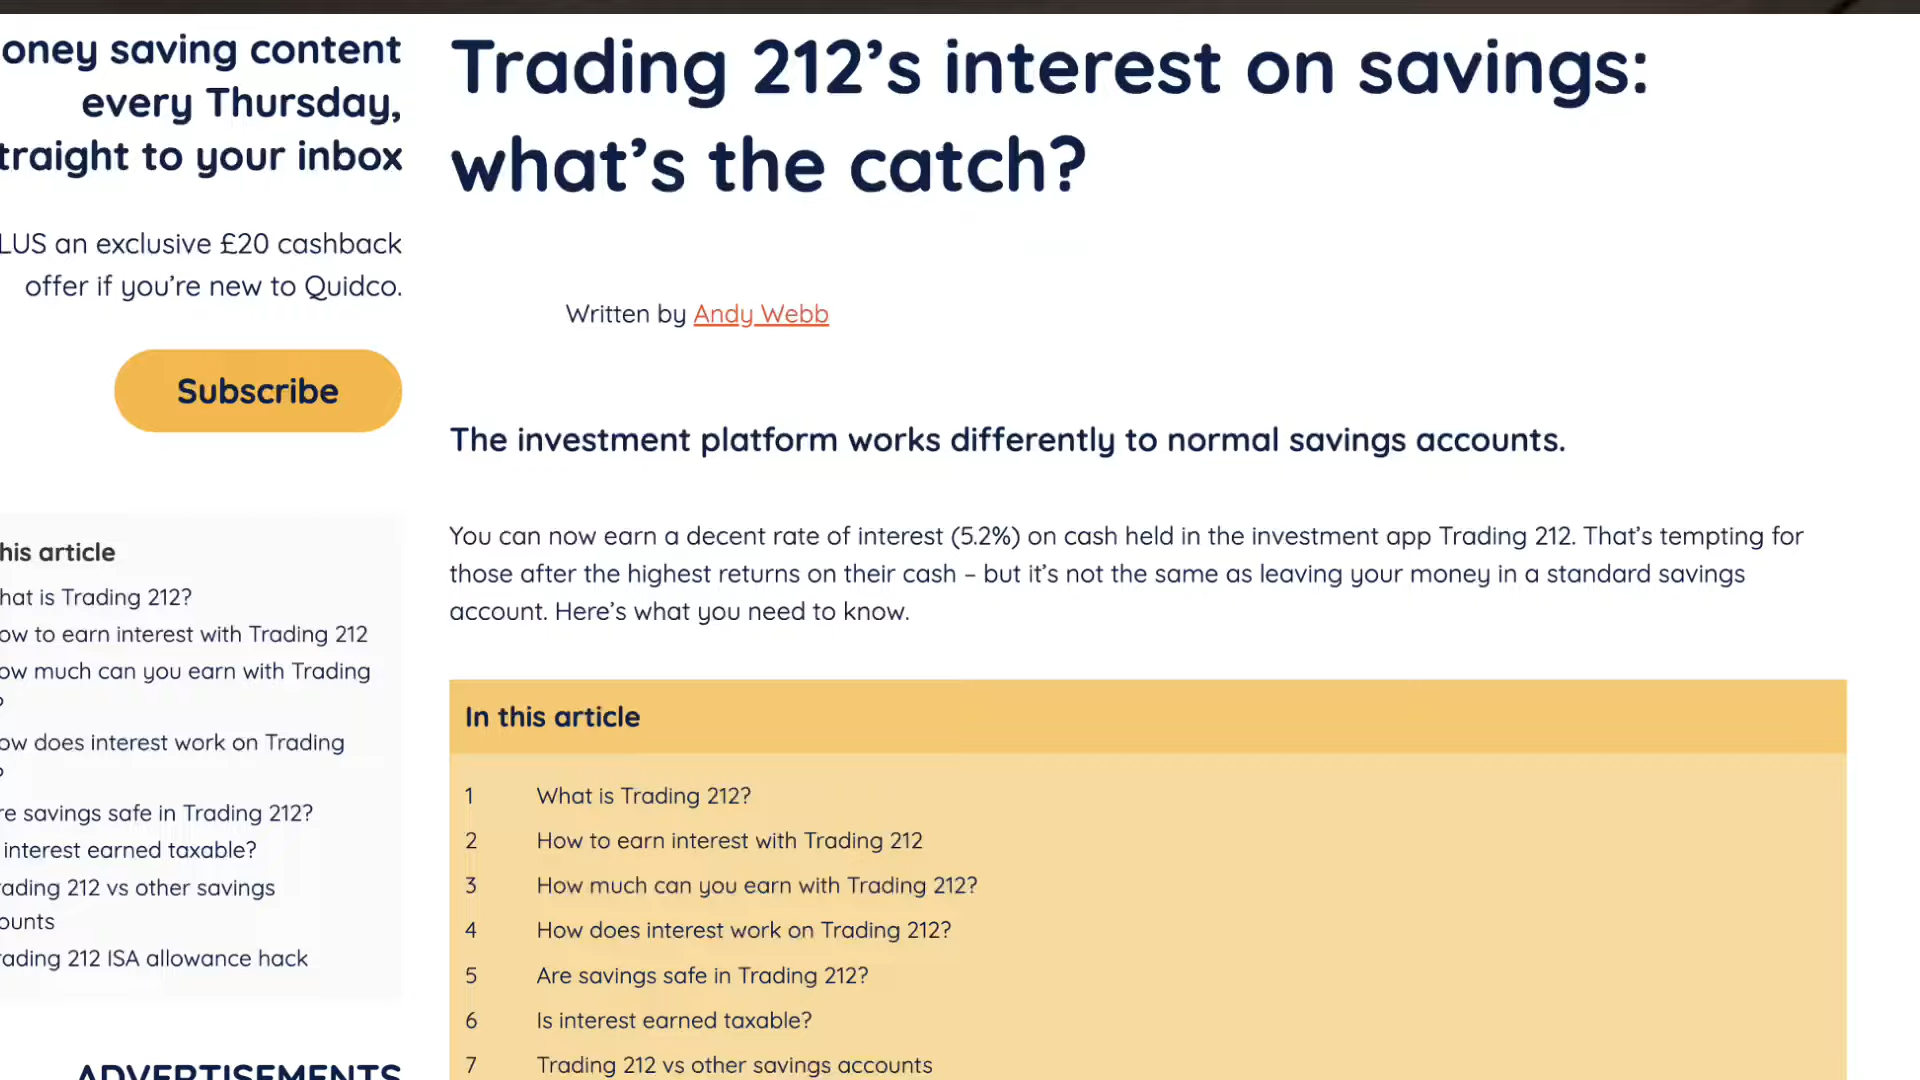 oney saving content
every Thursday,
traight to your inbox
LUS an exclusive £20 cashback
offer if you're new to Quidco.
Subscribe
his article
hat is Trading 212?
ow to earn interest with Trading 212
ow much can you earn with Trading
?
ow does interest work on Trading
?
re savings safe in Trading 212?
interest earned taxable?
rading 212 vs other savings
ounts
rading 212 ISA allowance hack
ADVERTISEMENTS
Trading 212’s interest on savings:
what’s the catch?
Written by Andy Webb
The investment platform works differently to normal savings accounts.
You can now earn a decent rate of interest (5.2%) on cash held in the investment app Trading 212. That’s tempting for
those after the highest returns on their cash – but it’s not the same as leaving your money in a standard savings
account. Here’s what you need to know.
In this article
1 What is Trading 212?
2 How to earn interest with Trading 212
3 How much can you earn with Trading 212?
4 How does interest work on Trading 212?
5 Are savings safe in Trading 212?
6 Is interest earned taxable?
7 Trading 212 vs other savings accounts